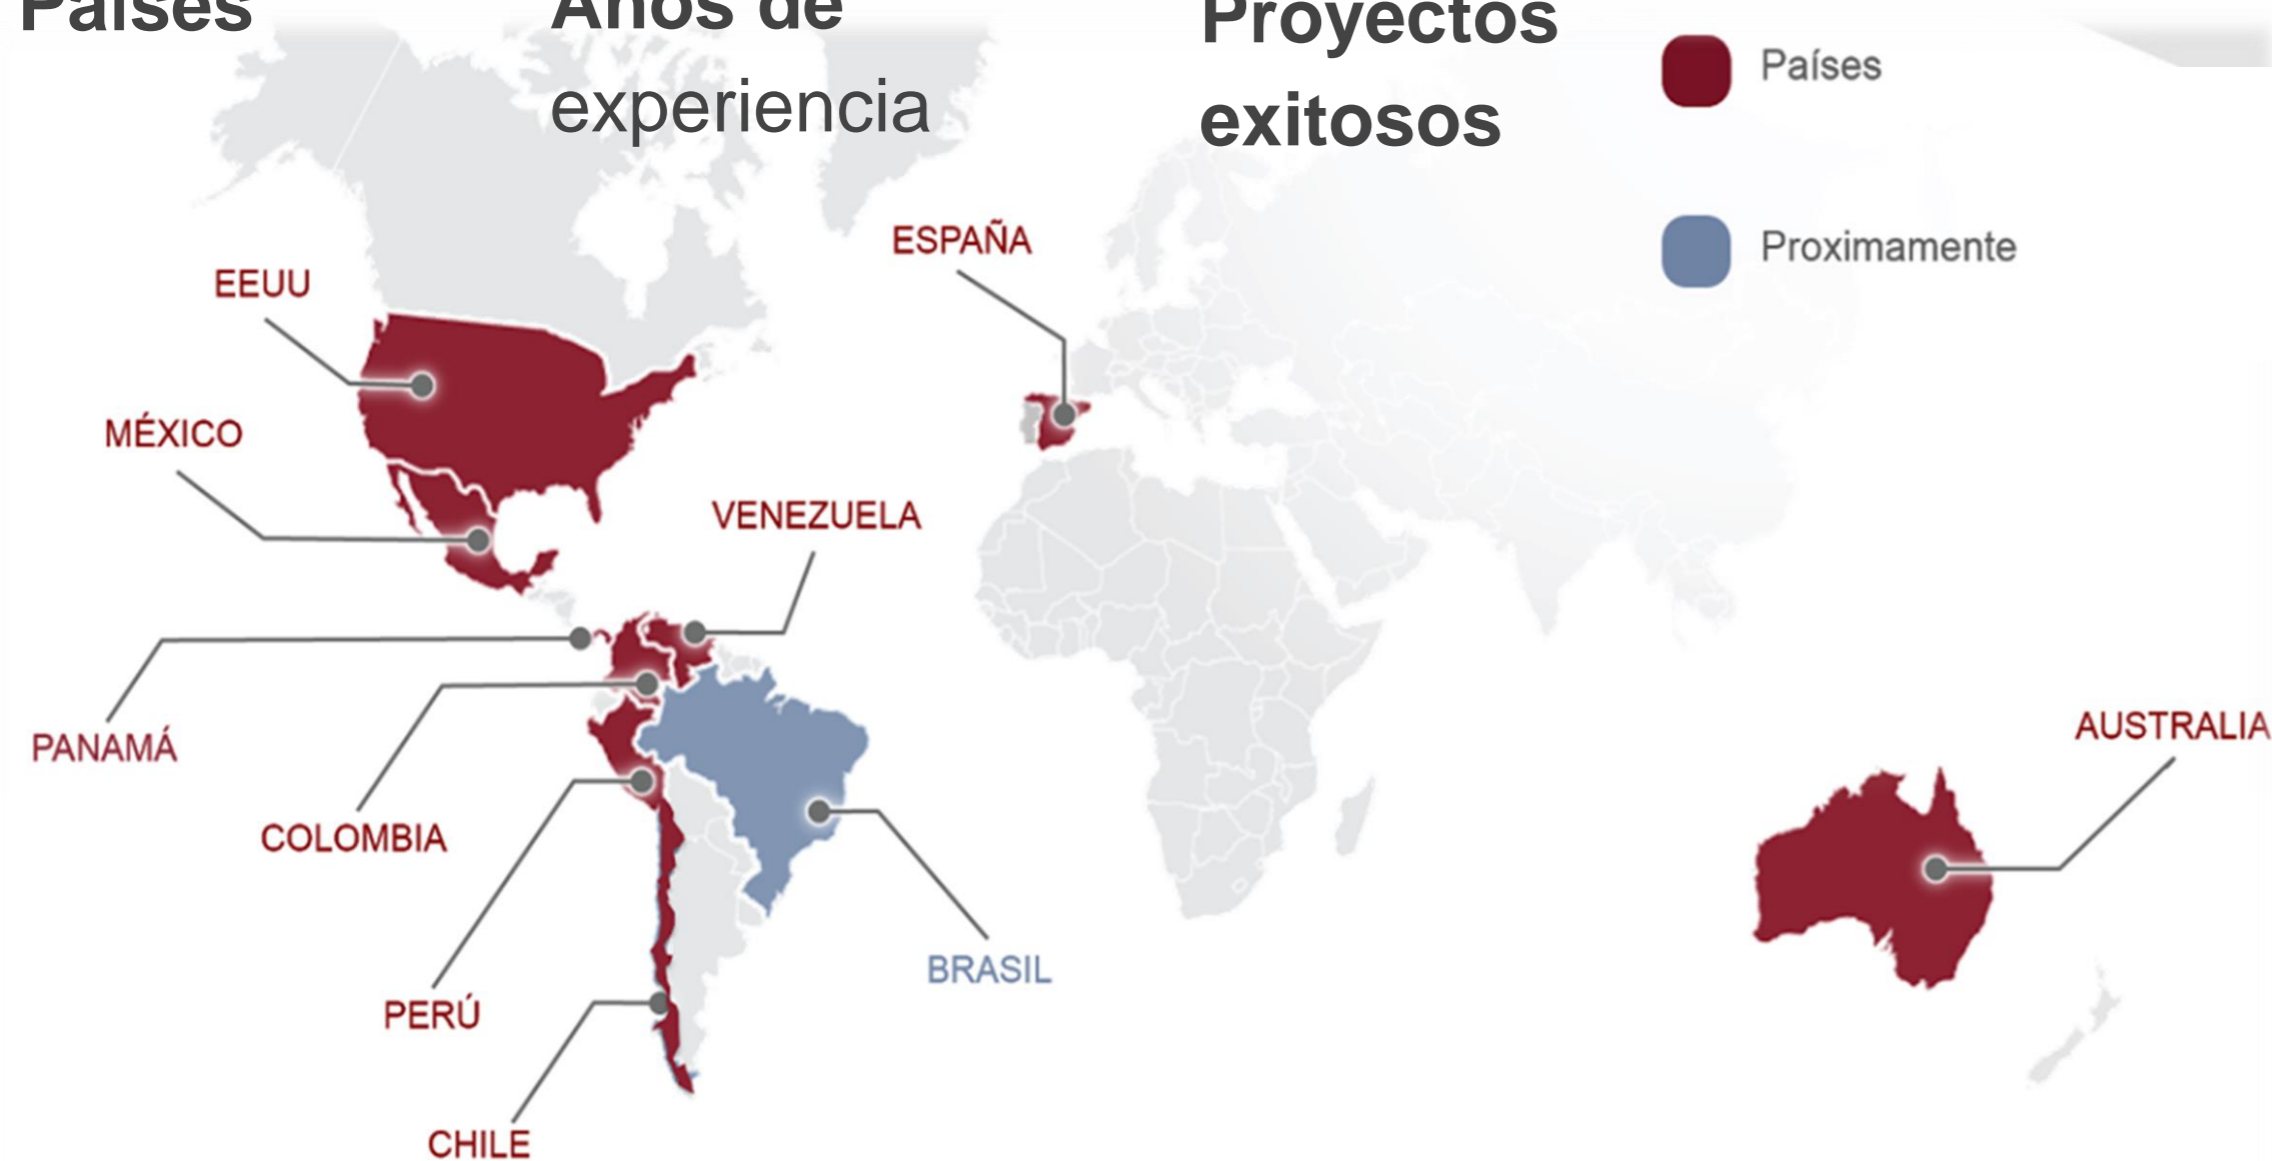 Países
Años de
experiencia
Proyectos
exitosos
Países
Proximamente
ESPAÑA
EEUU
MÉXICO
VENEZUELA
PANAMÁ
COLOMBIA
AUSTRALIA
BRASIL
PERÚ
CHILE